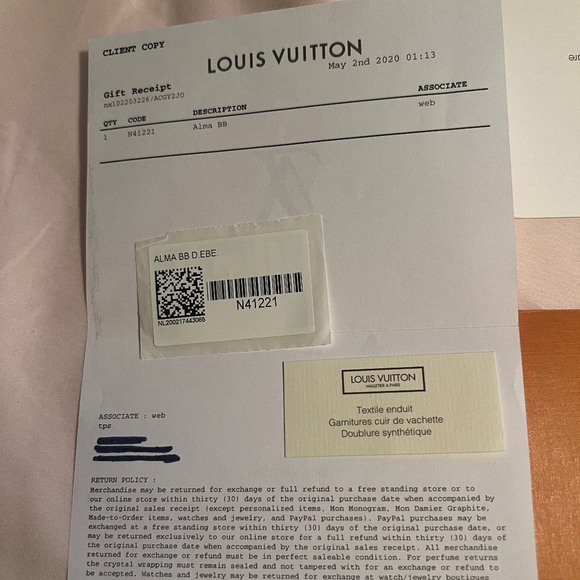 CLIENT COPY
LOUIS VUITTON
May 2nd 2020 01:13
Gift Receipt
nx102203226/ACGY2JO
QTY CODE DESCRIPTION ASSOCIATE
1 N41221 Alma BB web
ALMA BB D.EBE.
N41221
NL200217443065
LOUIS VUITTON
MALLETIER A PARIS
Textile enduit
Garnitures cuir de vachette
Doublure synthétique
ASSOCIATE : web
tps
RETURN POLICY :
Merchandise may be returned for exchange or full refund to a free standing store or to
our online store within thirty (30) days of the original purchase date when accompanied by
the original sales receipt (except personalized items, Mon Monogram, Mon Damier Graphite,
Made-to-Order items, watches and jewelry, and PayPal purchases). PayPal purchases may be
exchanged at a free standing store within thirty (30) days of the original purchase date, or
may be returned exclusively to our online store for a full refund within thirty (30) days
of the original purchase date when accompanied by the original sales receipt. All merchandise
returned for exchange or refund must be in perfect saleable condition. For perfume returns
the crystal wrapping must remain sealed and not tampered with for an exchange or refund to
be accepted. Watches and jewelry may be returned for exchange at watch/jewelry boutiques